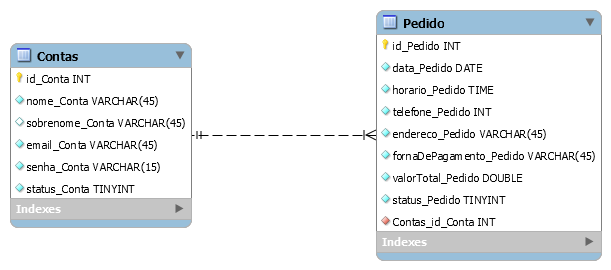 Contas
id_Conta INT
nome_Conta VARCHAR(45)
sobrenome_Conta VARCHAR(45)
email_Conta VARCHAR(45)
senha_Conta VARCHAR(15)
status_Conta TINYINT
Indexes
Pedido
id_Pedido INT
data_Pedido DATE
horario_Pedido TIME
telefone_Pedido INT
endereco_Pedido VARCHAR(45)
fornaDePagamento_Pedido VARCHAR(45)
valorTotal_Pedido DOUBLE
status_Pedido TINYINT
Contas_id_Conta INT
Indexes